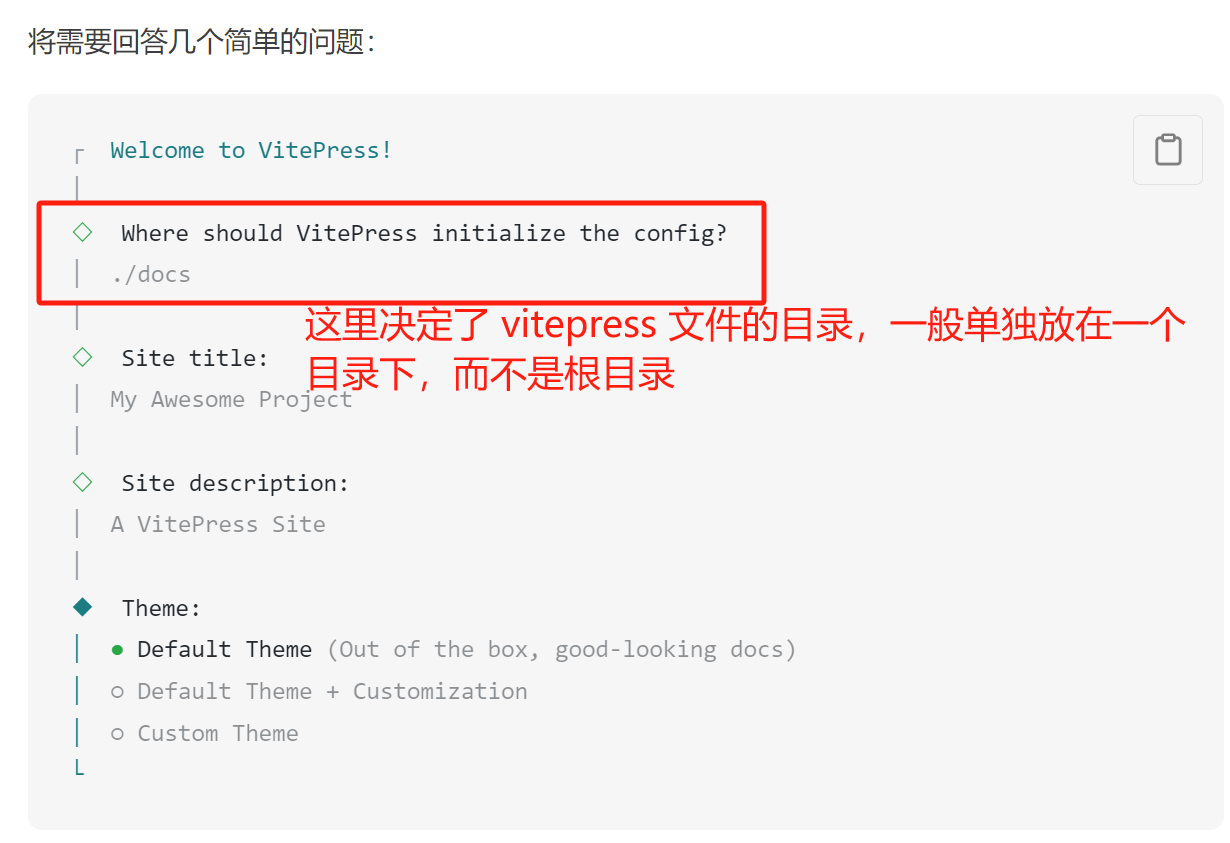 将需要回答几个简单的问题：
Welcome to VitePress!
Where should VitePress initialize the config?
./docs
这里决定了 vitepress 文件的目录，一般单独放在一个
目录下，而不是根目录
Site title:
My Awesome Project
Site description:
A VitePress Site
Theme:
Default Theme (Out of the box, good-looking docs)
Default Theme + Customization
Custom Theme